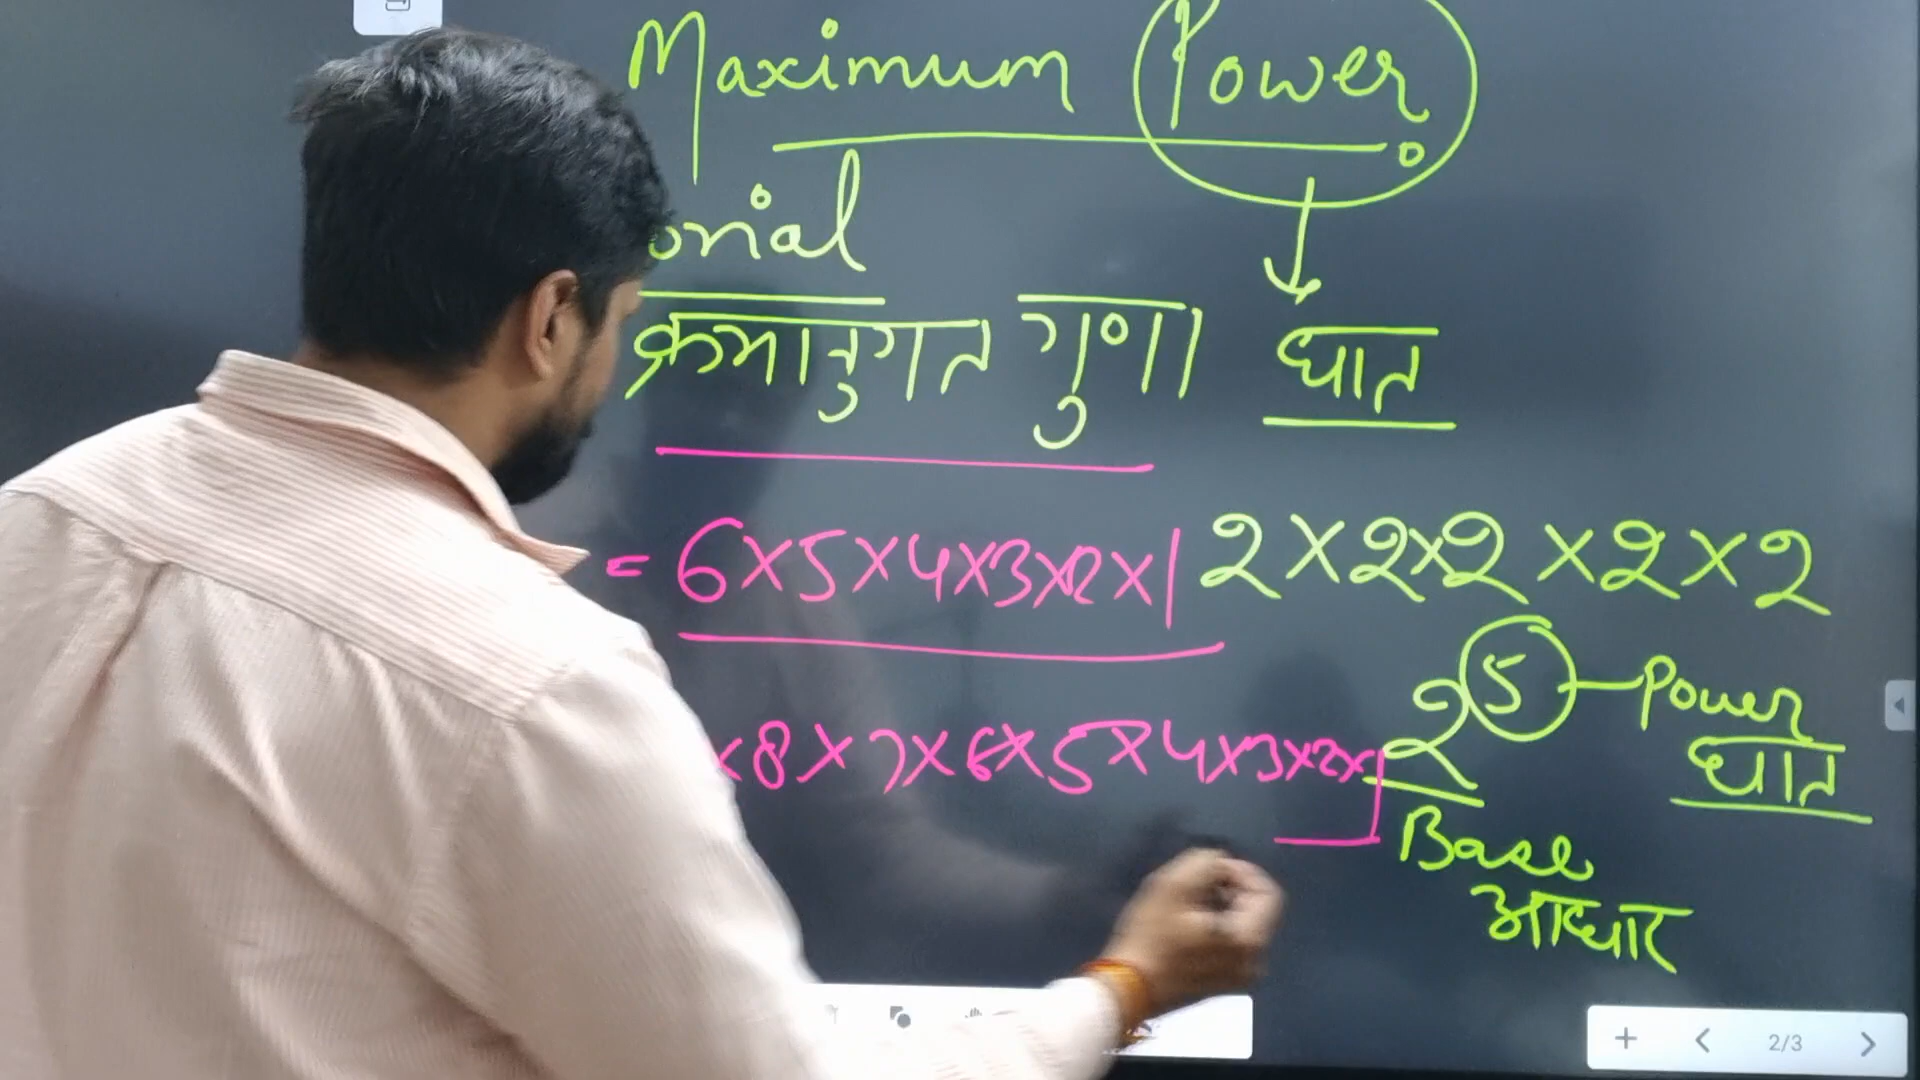 Maximum Power
orial
क्रमानुगत गुणा घात
= 6×5×4×3×2×1 2×2×2×2×2
2^5 — Power
घात
×8×7×6×5×4×3×2×1
Base
आधार
2/3